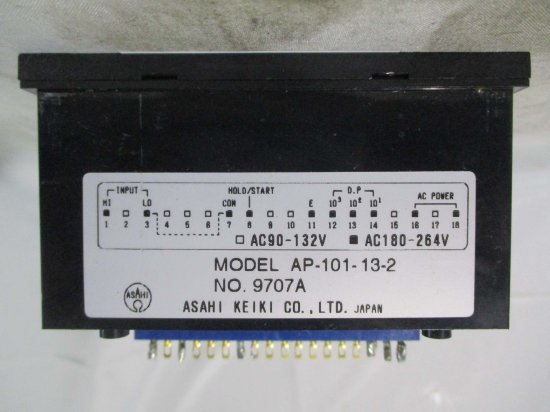 INPUT HOLD/START D.P AC POWER
HI LO COM E 10³ 10² 10¹
1 2 3 4 5 6 7 8 9 10 11 12 13 14 15 16 17 18
□ AC90-132V ■ AC180-264V
MODEL AP-101-13-2
NO. 9707A
ASAHI
ASAHI KEIKI CO., LTD. JAPAN